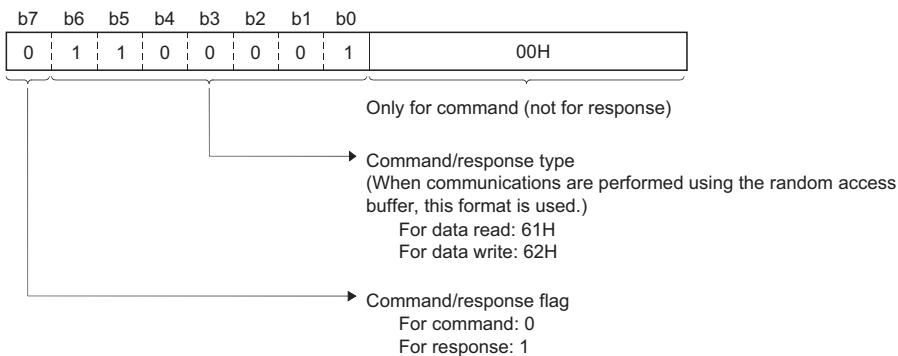 b7 b6 b5 b4 b3 b2 b1 b0
0 1 1 0 0 0 0 1 00H
Only for command (not for response)
Command/response type
(When communications are performed using the random access
buffer, this format is used.)
For data read: 61H
For data write: 62H
Command/response flag
For command: 0
For response: 1